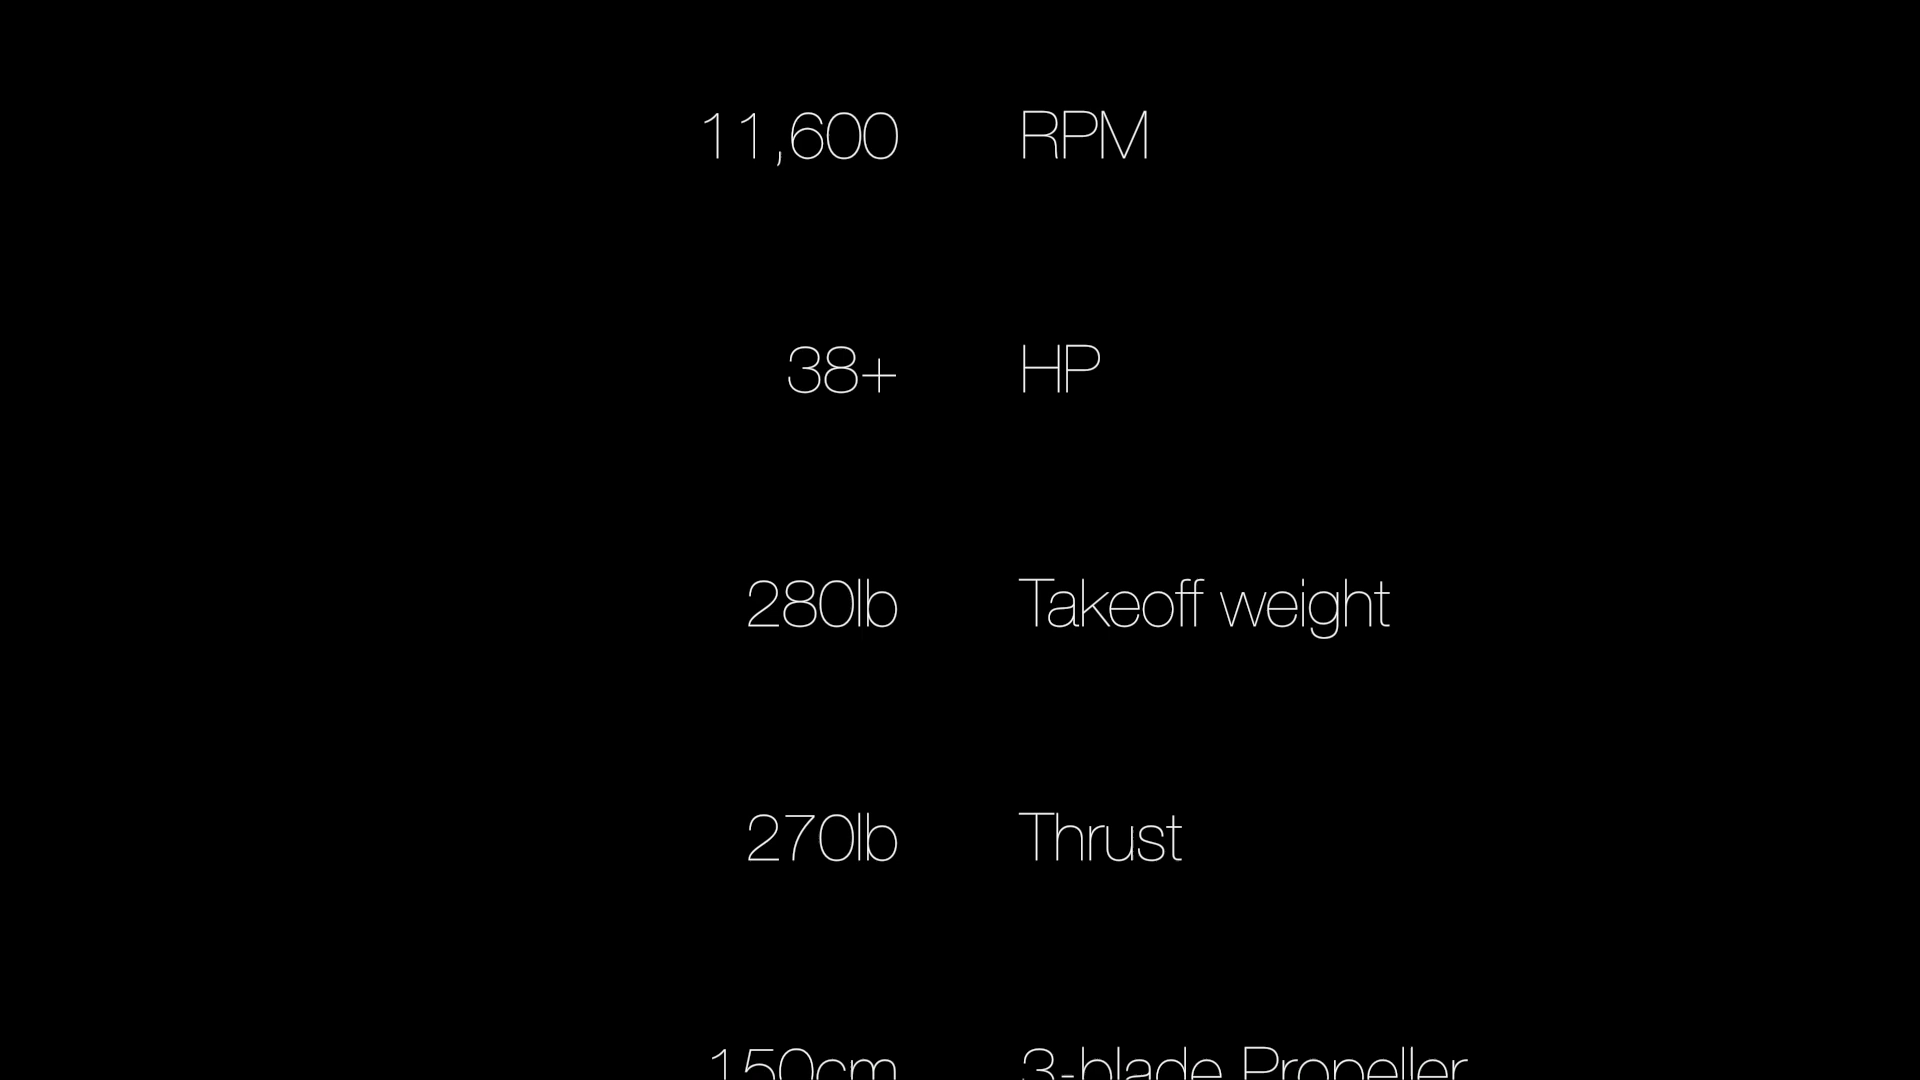 11,600 RPM
38+ HP
280lb Takeoff weight
270lb Thrust
150cm 3-blade Propeller